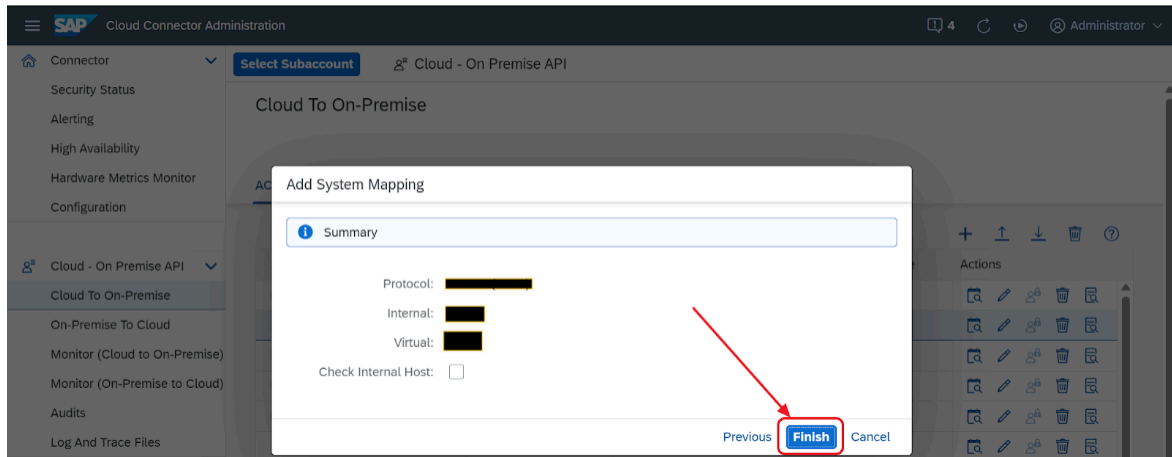 SAP Cloud Connector Administration
4
Administrator
Connector
Select Subaccount
Cloud - On Premise API
Security Status
Cloud To On-Premise
Alerting
High Availability
Hardware Metrics Monitor
Add System Mapping
Configuration
Summary
Cloud - On Premise API
Actions
Protocol:
Cloud To On-Premise
Internal:
On-Premise To Cloud
Virtual:
Monitor (Cloud to On-Premise)
Check Internal Host:
Monitor (On-Premise to Cloud)
Audits
Log And Trace Files
Previous
Finish
Cancel